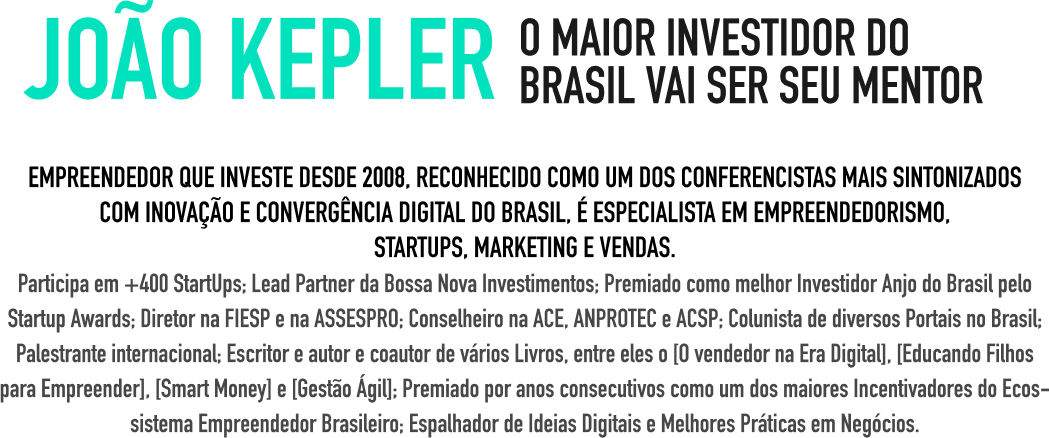 JOÃO KEPLER
O MAIOR INVESTIDOR DO
BRASIL VAI SER SEU MENTOR
EMPREENDEDOR QUE INVESTE DESDE 2008, RECONHECIDO COMO UM DOS CONFERENCISTAS MAIS SINTONIZADOS
COM INOVAÇÃO E CONVERGÊNCIA DIGITAL DO BRASIL, É ESPECIALISTA EM EMPREENDEDORISMO,
STARTUPS, MARKETING E VENDAS.
Participa em +400 StartUps; Lead Partner da Bossa Nova Investimentos; Premiado como melhor Investidor Anjo do Brasil pelo
Startup Awards; Diretor na FIESP e na ASSESPRO; Conselheiro na ACE, ANPROTEC e ACSP; Colunista de diversos Portais no Brasil;
Palestrante internacional; Escritor e autor e coautor de vários Livros, entre eles o [O vendedor na Era Digital], [Educando Filhos
para Empreender], [Smart Money] e [Gestão Ágil]; Premiado por anos consecutivos como um dos maiores Incentivadores do Ecos-
sistema Empreendedor Brasileiro; Espalhador de Ideias Digitais e Melhores Práticas em Negócios.